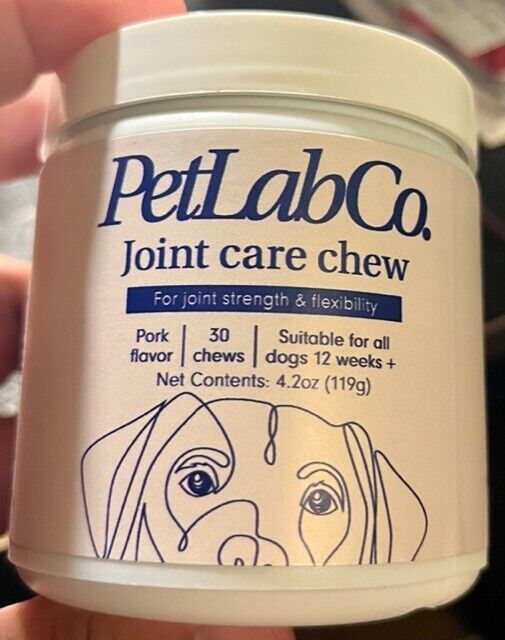 PetLabCo.
Joint care chew
For joint strength & flexibility
Pork flavor | 30 chews | Suitable for all dogs 12 weeks +
Net Contents: 4.2oz (119g)